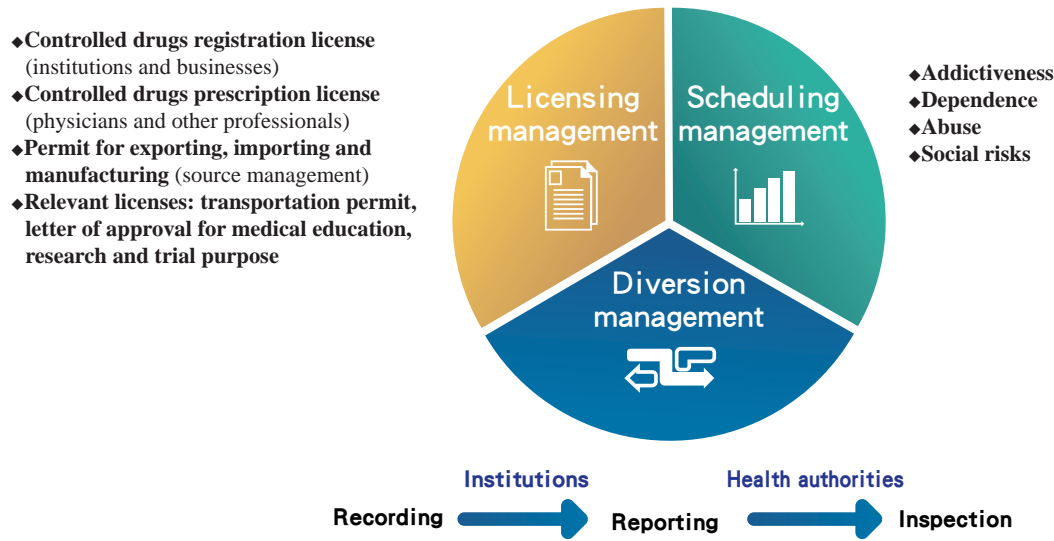 ◆Controlled drugs registration license
(institutions and businesses)
◆Controlled drugs prescription license
(physicians and other professionals)
◆Permit for exporting, importing and
manufacturing (source management)
◆Relevant licenses: transportation permit,
letter of approval for medical education,
research and trial purpose
Licensing
management
Scheduling
management
◆Addictiveness
◆Dependence
◆Abuse
◆Social risks
Diversion
management
Institutions
Health authorities
Recording
Reporting
Inspection